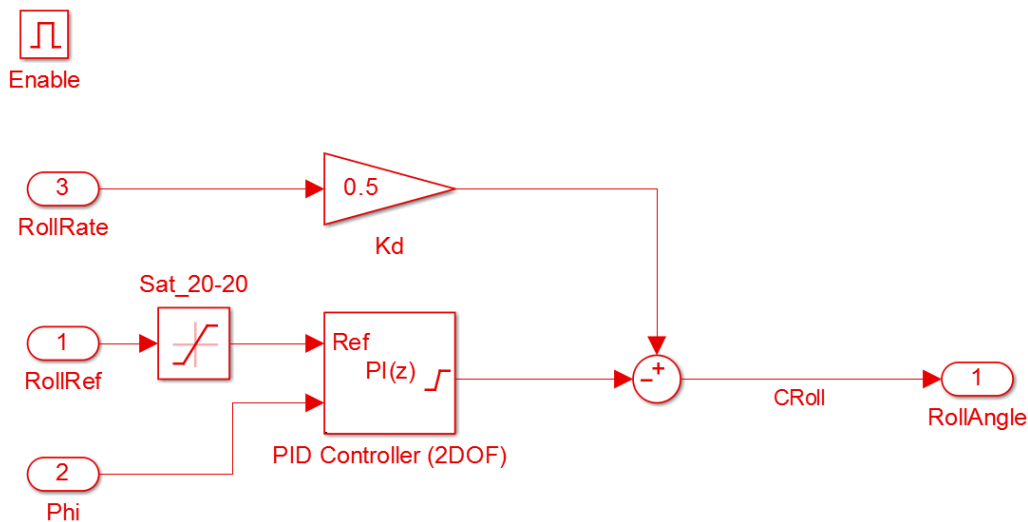 Enable
3
RollRate
0.5
Kd
Sat_20-20
1
RollRef
Ref
PI(z)
PID Controller (2DOF)
2
Phi
+
−
CRoll
1
RollAngle